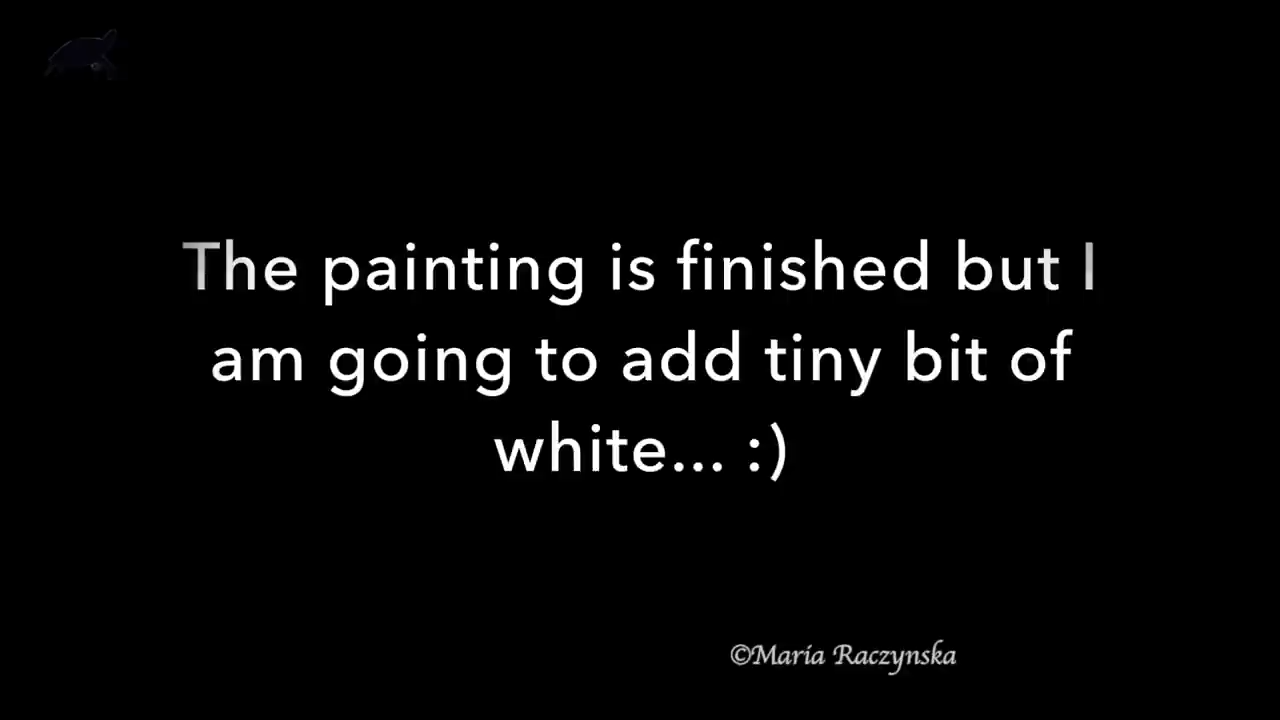 The painting is finished but I
am going to add tiny bit of
white... :)
©Maria Raczynska